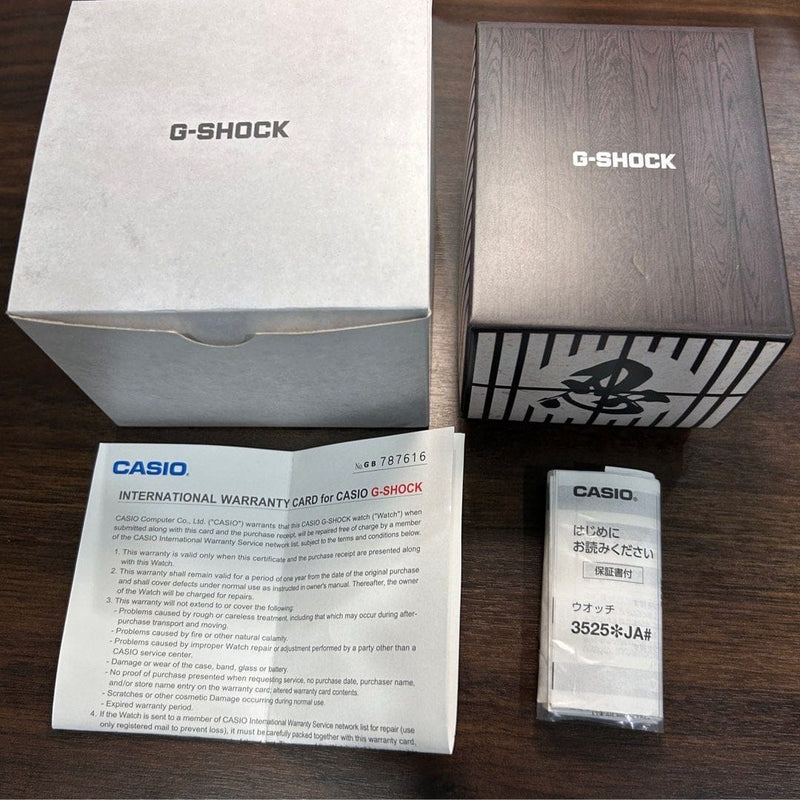 G-SHOCK
G-SHOCK
忍
CASIO®
No. GB 787616
INTERNATIONAL WARRANTY CARD for CASIO G-SHOCK
CASIO Computer Co., Ltd. ("CASIO") warrants that this CASIO G-SHOCK watch ("Watch") when
submitted along with this card and the purchase receipt, will be repaired free of charge by a member
of the CASIO International Warranty Service network list, subject to the terms and conditions below.
1. This warranty is valid only when this certificate and the purchase receipt are presented along
with this Watch.
2. This warranty shall remain valid for a period of one year from the date of the original purchase
and shall cover defects under normal use as instructed in owner's manual. Thereafter, the owner
of the Watch will be charged for repairs.
3. This warranty will not extend to or cover the following:
- Problems caused by rough or careless treatment, including that which may occur during after-
purchase transport and moving.
- Problems caused by fire or other natural calamity.
- Problems caused by improper Watch repair or adjustment performed by a party other than a
CASIO service center.
- Damage or wear of the case, band, glass or battery.
- No proof of purchase presented when requesting service, no purchase date, purchaser name,
and/or store name entry on the warranty card; altered warranty card contents.
- Scratches or other cosmetic Damage occurring during normal use.
- Expired warranty period.
4. If the Watch is sent to a member of CASIO International Warranty Service network list for repair (use
only registered mail to prevent loss), it must be carefully packed together with this warranty card,
CASIO®
はじめに
お読みください
保証書付
ウオッチ
3525✽JA#